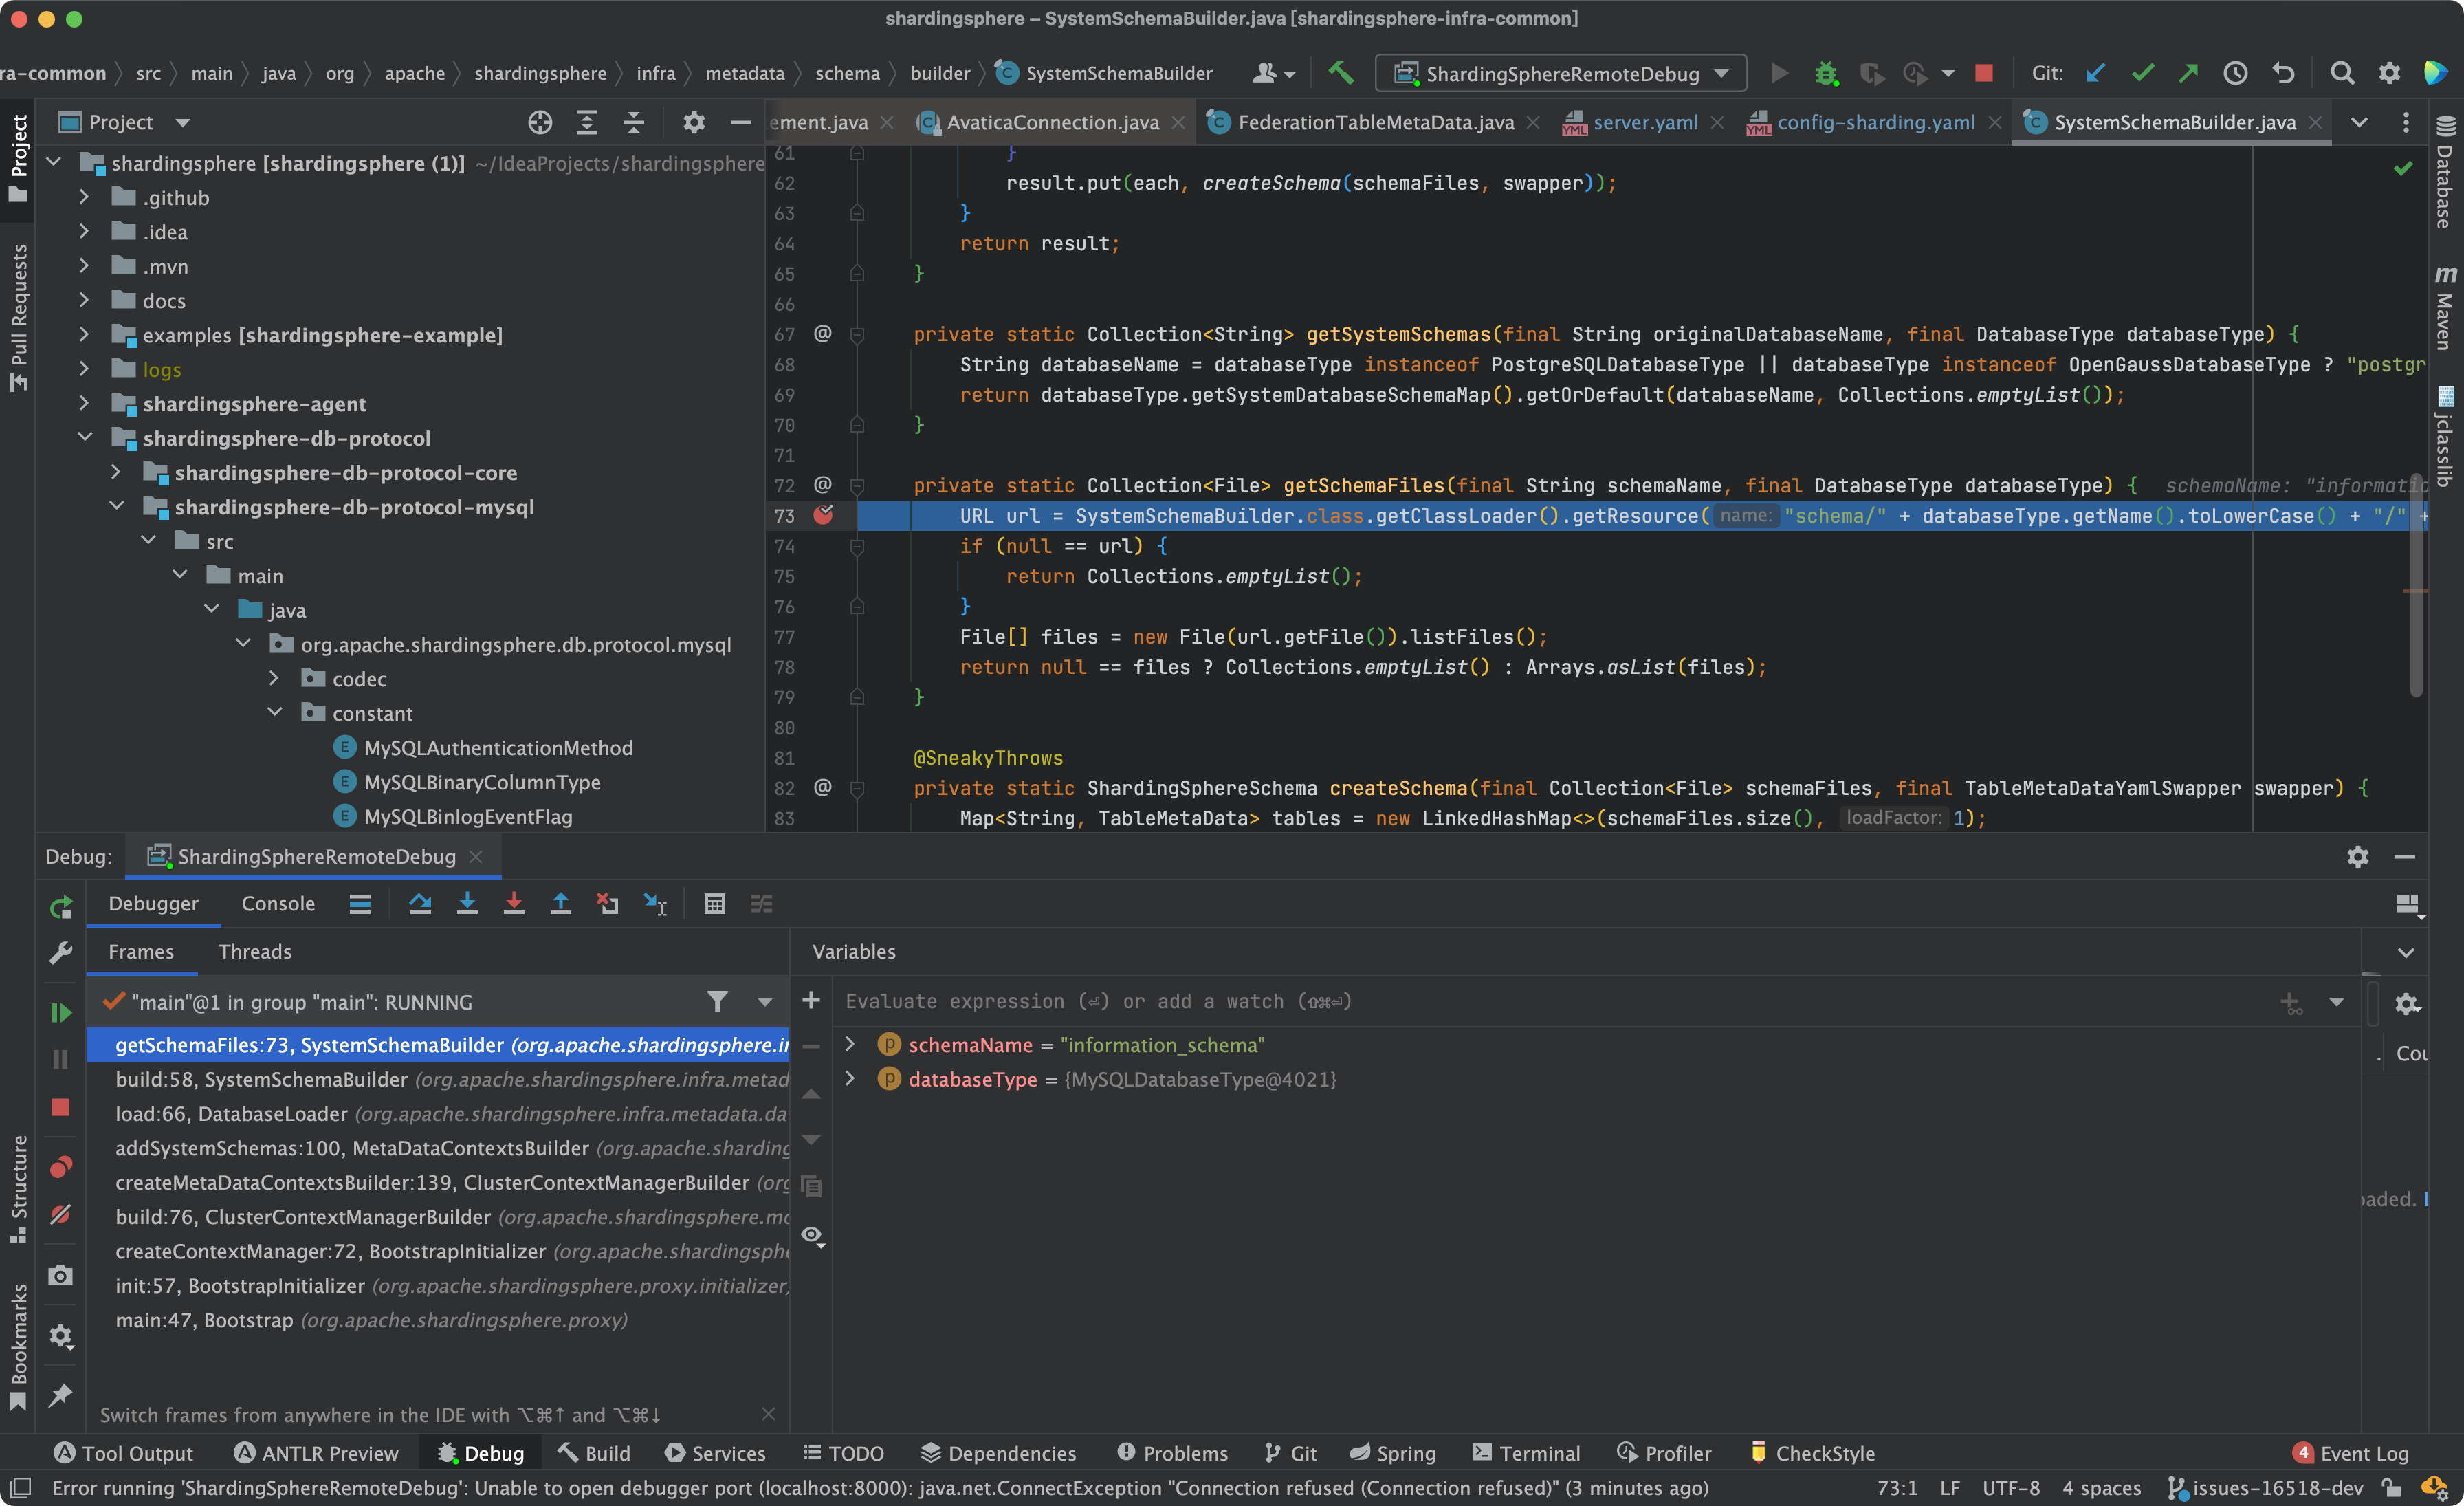 shardingsphere – SystemSchemaBuilder.java [shardingsphere-infra-common]
ra-common
src
main
java
org
apache
shardingsphere
infra
metadata
schema
builder
SystemSchemaBuilder
ShardingSphereRemoteDebug
Git:
Project
Pull Requests
Structure
Bookmarks
Project
shardingsphere [shardingsphere (1)] ~/IdeaProjects/shardingsphere
.github
.idea
.mvn
docs
examples [shardingsphere-example]
logs
shardingsphere-agent
shardingsphere-db-protocol
shardingsphere-db-protocol-core
shardingsphere-db-protocol-mysql
src
main
java
org.apache.shardingsphere.db.protocol.mysql
codec
constant
MySQLAuthenticationMethod
MySQLBinaryColumnType
MySQLBinlogEventFlag
ement.java
AvaticaConnection.java
FederationTableMetaData.java
server.yaml
config-sharding.yaml
SystemSchemaBuilder.java
61 }
62 result.put(each, createSchema(schemaFiles, swapper));
63 }
64 return result;
65 }
66
67 @ private static Collection<String> getSystemSchemas(final String originalDatabaseName, final DatabaseType databaseType) {
68 String databaseName = databaseType instanceof PostgreSQLDatabaseType || databaseType instanceof OpenGaussDatabaseType ? "postgr
69 return databaseType.getSystemDatabaseSchemaMap().getOrDefault(databaseName, Collections.emptyList());
70 }
71
72 @ private static Collection<File> getSchemaFiles(final String schemaName, final DatabaseType databaseType) { schemaName: "informatio
73 URL url = SystemSchemaBuilder.class.getClassLoader().getResource( name: "schema/" + databaseType.getName().toLowerCase() + "/" +
74 if (null == url) {
75 return Collections.emptyList();
76 }
77 File[] files = new File(url.getFile()).listFiles();
78 return null == files ? Collections.emptyList() : Arrays.asList(files);
79 }
80
81 @SneakyThrows
82 @ private static ShardingSphereSchema createSchema(final Collection<File> schemaFiles, final TableMetaDataYamlSwapper swapper) {
83 Map<String, TableMetaData> tables = new LinkedHashMap<>(schemaFiles.size(), loadFactor: 1);
Database
Maven
jclasslib
Debug:
ShardingSphereRemoteDebug
Debugger
Console
Frames
Threads
Variables
"main"@1 in group "main": RUNNING
getSchemaFiles:73, SystemSchemaBuilder (org.apache.shardingsphere.i
build:58, SystemSchemaBuilder (org.apache.shardingsphere.infra.metad
load:66, DatabaseLoader (org.apache.shardingsphere.infra.metadata.da
addSystemSchemas:100, MetaDataContextsBuilder (org.apache.sharding
createMetaDataContextsBuilder:139, ClusterContextManagerBuilder (org
build:76, ClusterContextManagerBuilder (org.apache.shardingsphere.mo
createContextManager:72, BootstrapInitializer (org.apache.shardingsphe
init:57, BootstrapInitializer (org.apache.shardingsphere.proxy.initializer)
main:47, Bootstrap (org.apache.shardingsphere.proxy)
Switch frames from anywhere in the IDE with ⌥⌘↑ and ⌥⌘↓
Evaluate expression (⏎) or add a watch (⇧⌘⏎)
schemaName = "information_schema"
databaseType = {MySQLDatabaseType@4021}
Cou
aded.
Tool Output
ANTLR Preview
Debug
Build
Services
TODO
Dependencies
Problems
Git
Spring
Terminal
Profiler
CheckStyle
4 Event Log
Error running 'ShardingSphereRemoteDebug': Unable to open debugger port (localhost:8000): java.net.ConnectException "Connection refused (Connection refused)" (3 minutes ago)
73:1
LF
UTF-8
4 spaces
issues-16518-dev